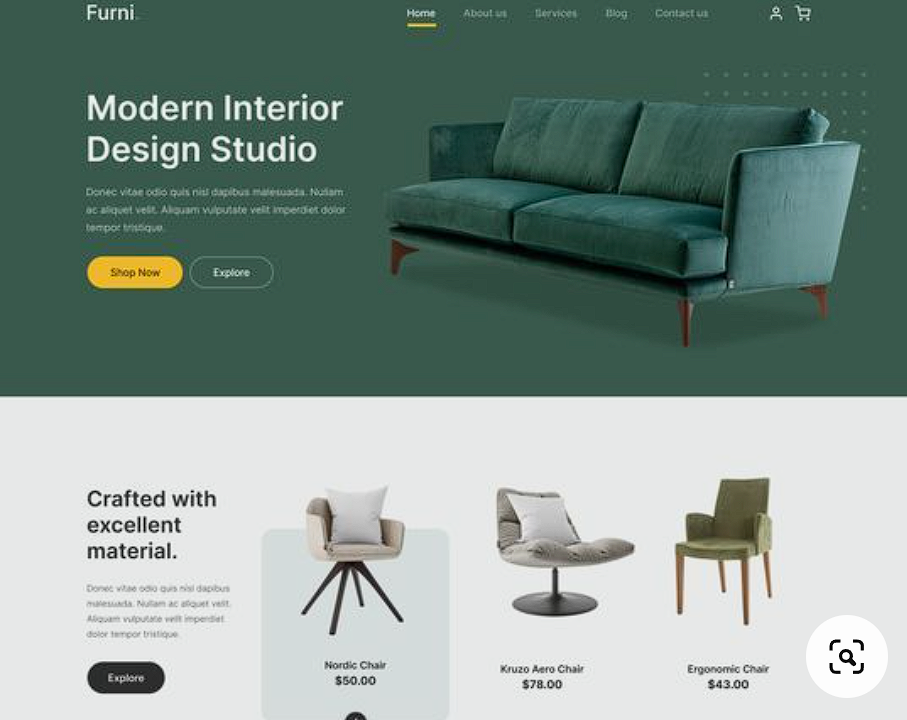 Furni.
Home About us Services Blog Contact us
Modern Interior
Design Studio
Donec vitae odio quis nisl dapibus malesuada. Nullam
ac aliquet velit. Aliquam vulputate velit imperdiet dolor
tempor tristique.
Shop Now Explore
Crafted with
excellent
material.
Donec vitae odio quis nisl dapibus
malesuada. Nullam ac aliquet velit.
Aliquam vulputate velit imperdiet
dolor tempor tristique.
Explore
Nordic Chair
$50.00
Kruzo Aero Chair
$78.00
Ergonomic Chair
$43.00